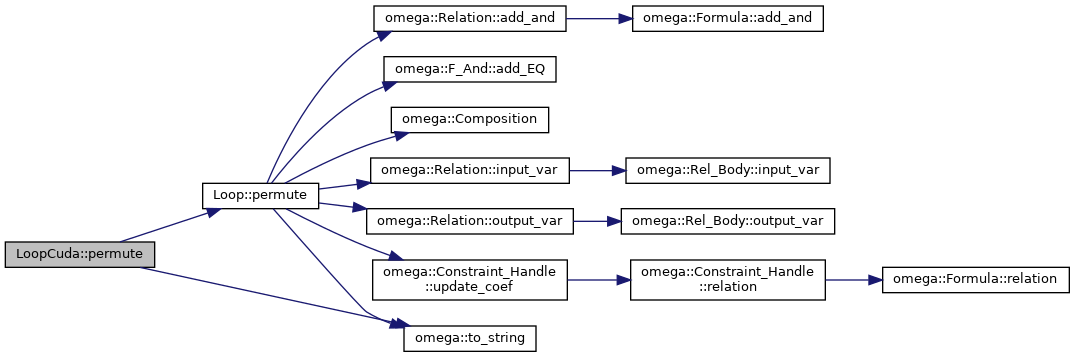 omega::Relation::add_and
omega::Formula::add_and
omega::F_And::add_EQ
omega::Composition
omega::Relation::input_var
omega::Rel_Body::input_var
Loop::permute
omega::Relation::output_var
omega::Rel_Body::output_var
LoopCuda::permute
omega::Constraint_Handle
::update_coef
omega::Constraint_Handle
::relation
omega::Formula::relation
omega::to_string